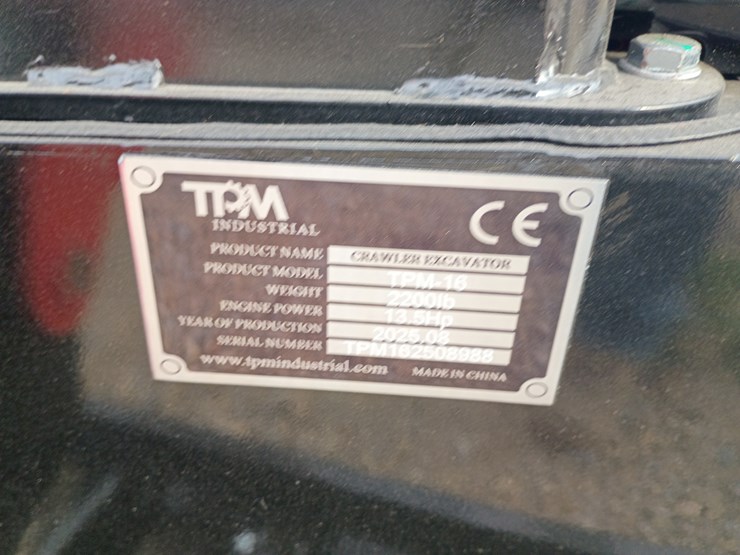 TPM
INDUSTRIAL
CE
PRODUCT NAME CRAWLER EXCAVATOR
PRODUCT MODEL TPM-16
WEIGHT 2200lb
ENGINE POWER 13.5Hp
YEAR OF PRODUCTION 2025.08
SERIAL NUMBER TPM162508988
www.tpmindustrial.com MADE IN CHINA